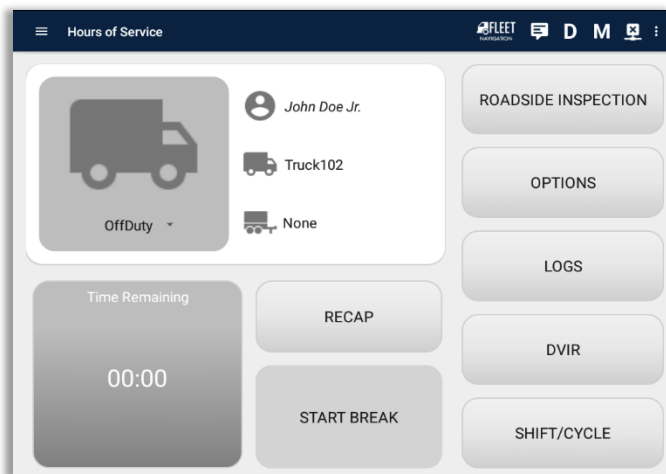 Hours of Service
FLEET
NAVIGATION
D M
John Doe Jr.
Truck102
OffDuty
None
ROADSIDE INSPECTION
OPTIONS
LOGS
DVIR
SHIFT/CYCLE
Time Remaining
00:00
RECAP
START BREAK